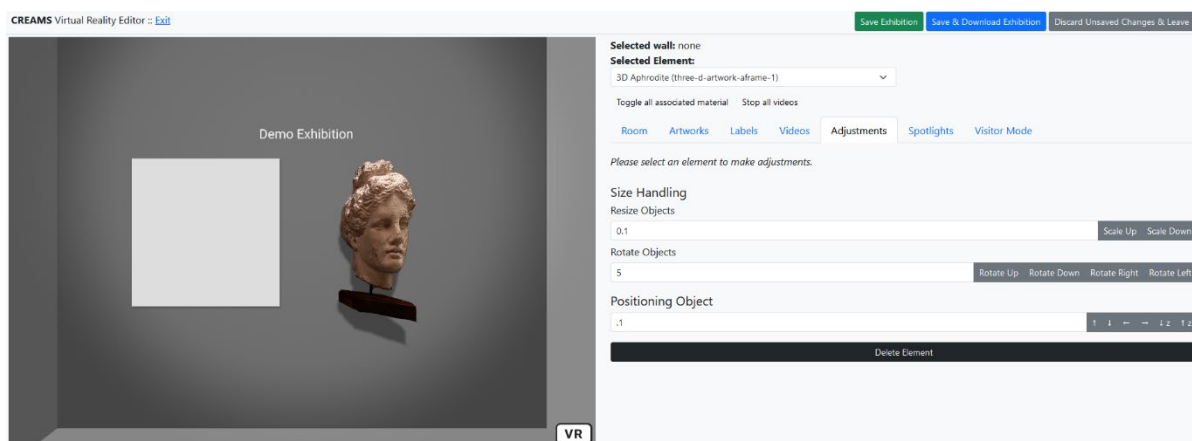 CREAMS Virtual Reality Editor :: Exit
Save Exhibition Save & Download Exhibition Discard Unsaved Changes & Leave
Demo Exhibition
VR
Selected wall: none
Selected Element:
3D Aphrodite (three-d-artwork-aframe-1)
Toggle all associated material Stop all videos
Room Artworks Labels Videos Adjustments Spotlights Visitor Mode
Please select an element to make adjustments.
Size Handling
Resize Objects
0.1 Scale Up Scale Down
Rotate Objects
5 Rotate Up Rotate Down Rotate Right Rotate Left
Positioning Object
.1 ↑ ↓ ← → ↓z ↑z
Delete Element